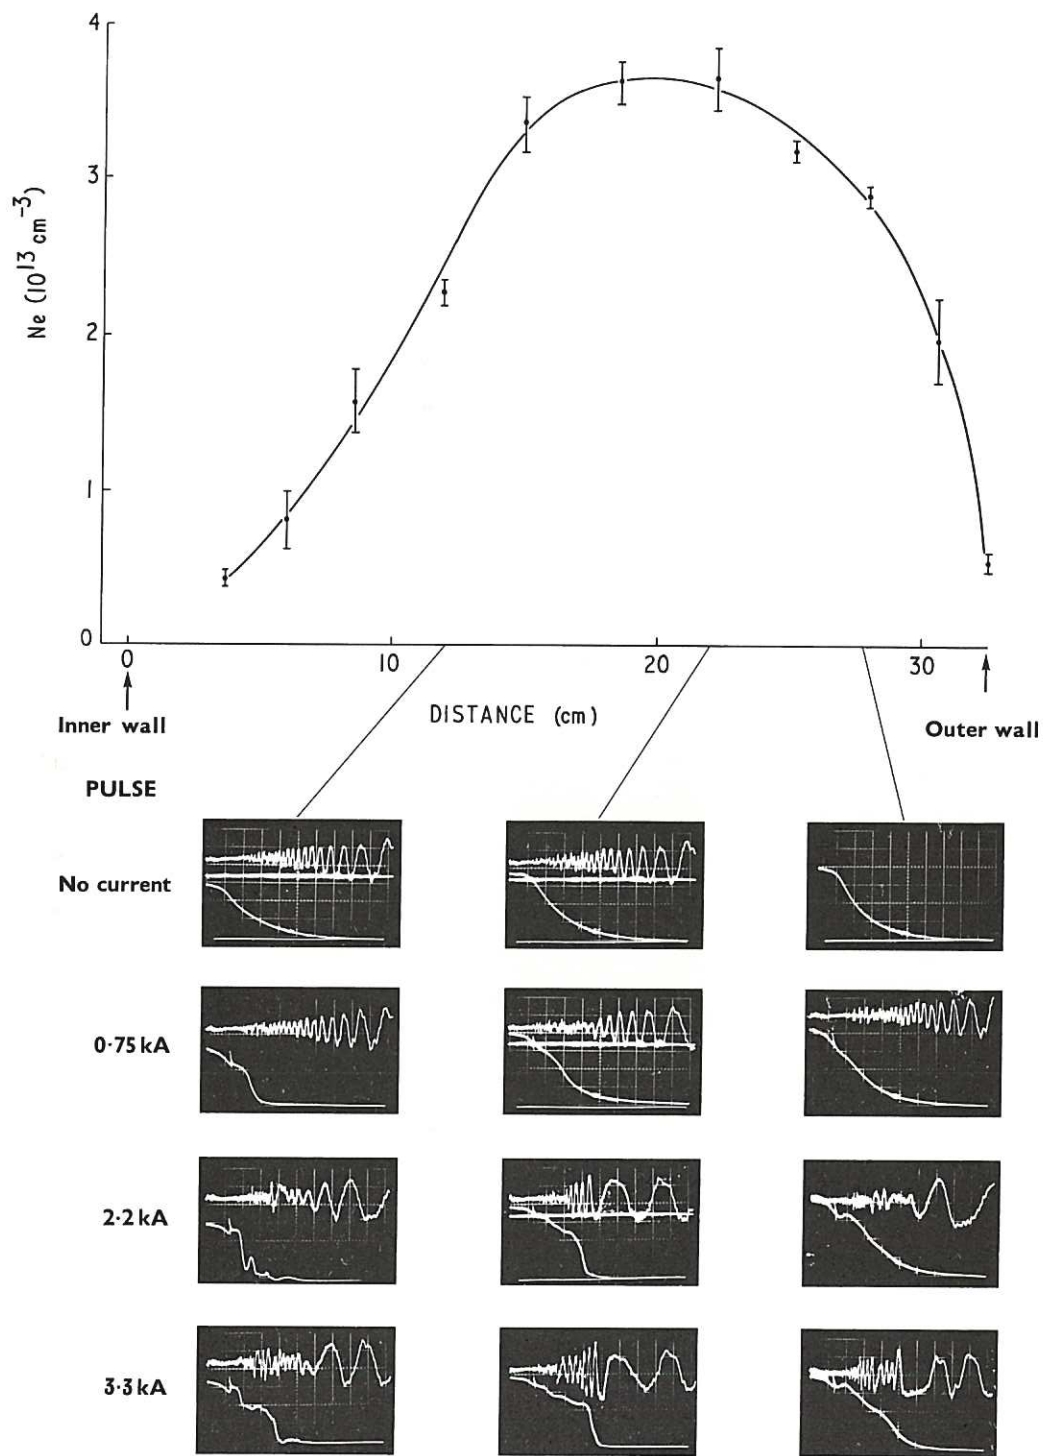 4
3
2
1
0
Ne (10¹³ cm⁻³)
0 10 20 30
DISTANCE (cm)
Inner wall
Outer wall
PULSE
No current
0·75 kA
2·2 kA
3·3 kA